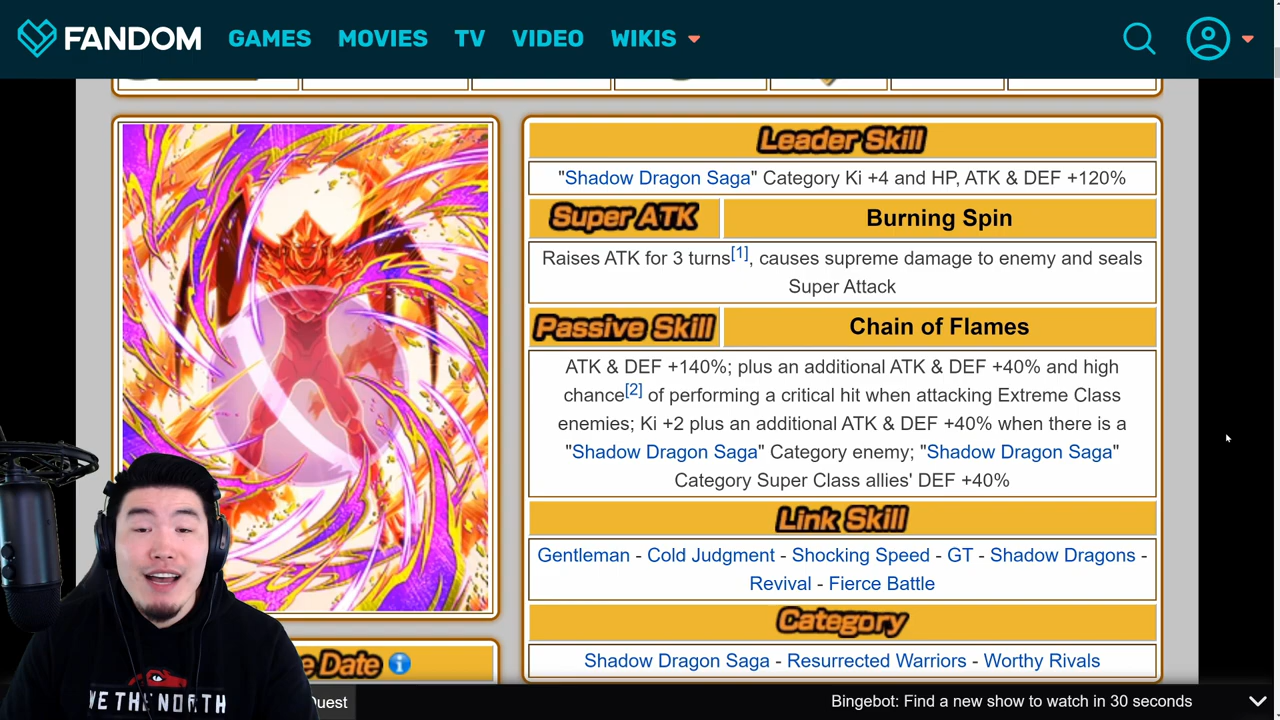 FANDOM GAMES MOVIES TV VIDEO WIKIS
Leader Skill
"Shadow Dragon Saga" Category Ki +4 and HP, ATK & DEF +120%
Super ATK Burning Spin
Raises ATK for 3 turns[1], causes supreme damage to enemy and seals
Super Attack
Passive Skill Chain of Flames
ATK & DEF +140%; plus an additional ATK & DEF +40% and high
chance[2] of performing a critical hit when attacking Extreme Class
enemies; Ki +2 plus an additional ATK & DEF +40% when there is a
"Shadow Dragon Saga" Category enemy; "Shadow Dragon Saga"
Category Super Class allies' DEF +40%
Link Skill
Gentleman - Cold Judgment - Shocking Speed - GT - Shadow Dragons -
Revival - Fierce Battle
Category
Shadow Dragon Saga - Resurrected Warriors - Worthy Rivals
e Date i
WE THE NORTH
uest
Bingebot: Find a new show to watch in 30 seconds